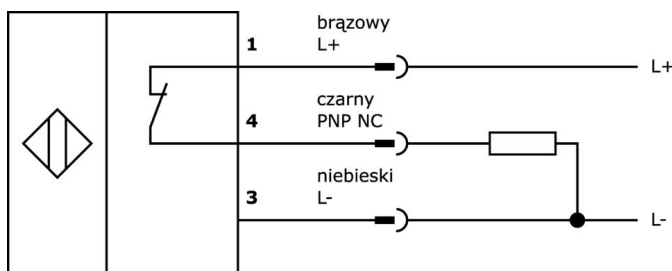 brązowy
1 L+ L+
czarny
4 PNP NC
niebieski
3 L- L-